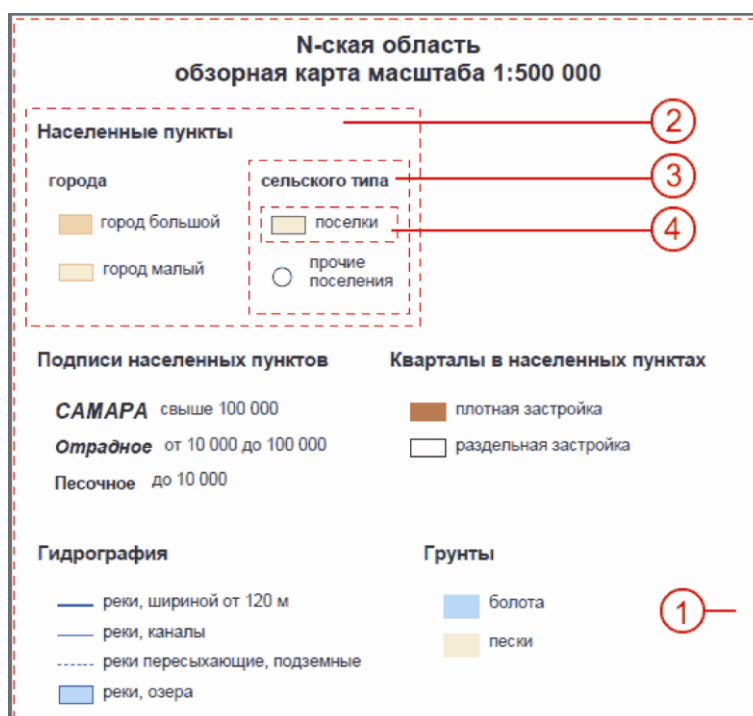 N-ская область
обзорная карта масштаба 1:500 000
Населенные пункты
2
города
сельского типа
3
город большой
поселки
4
город малый
прочие
поселения
Подписи населенных пунктов
Кварталы в населенных пунктах
САМАРА свыше 100 000
плотная застройка
Отрадное от 10 000 до 100 000
раздельная застройка
Песочное до 10 000
Гидрография
Грунты
реки, шириной от 120 м
болота
1
реки, каналы
пески
реки пересыхающие, подземные
реки, озера